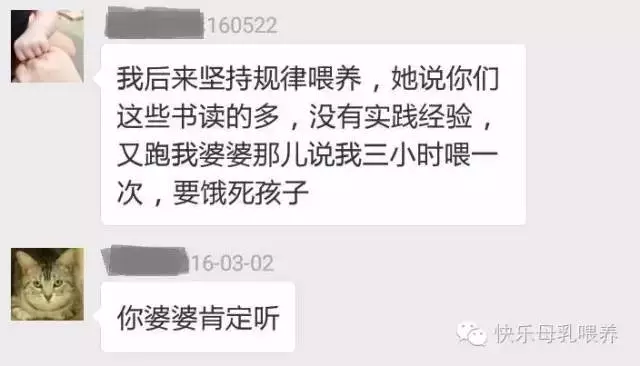 160522
我后来坚持规律喂养，她说你们
这些书读的多，没有实践经验，
又跑我婆婆那儿说我三小时喂一
次，要饿死孩子
16-03-02
你婆婆肯定听
快乐母乳喂养